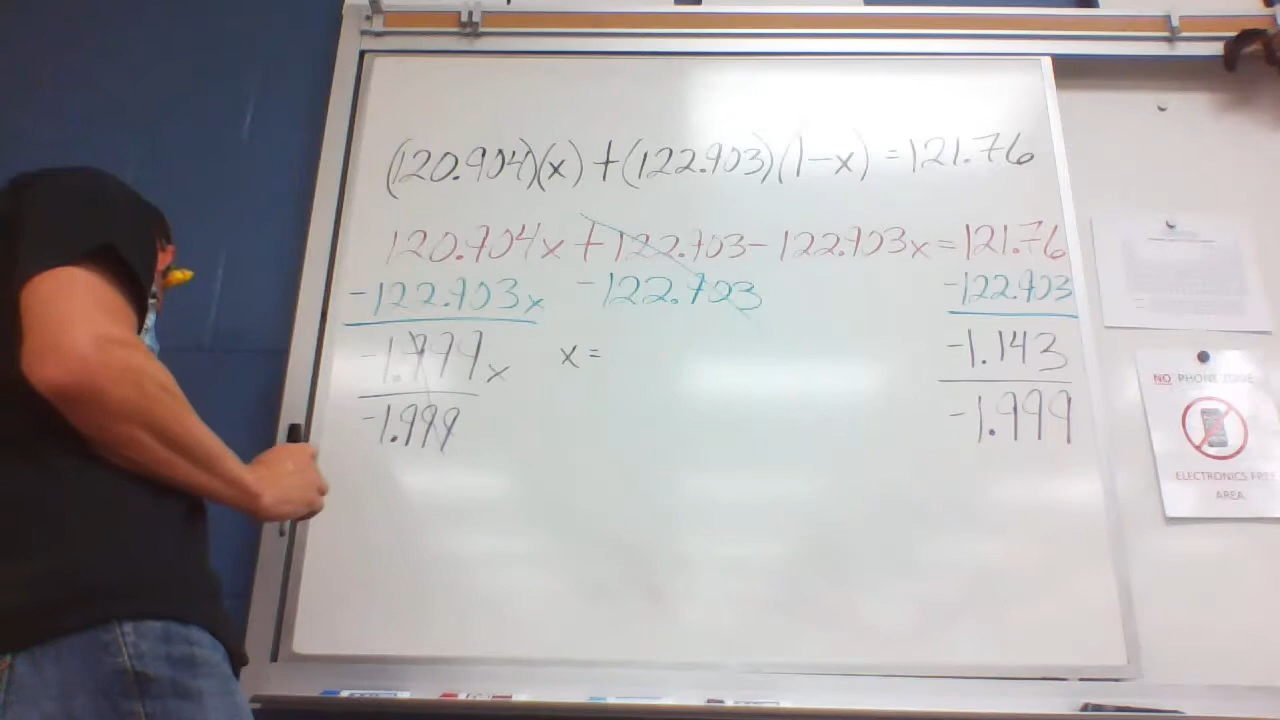 (120.904)(x) + (122.903)(1-x) = 121.76
120.904x + 122.903 - 122.903x = 121.76
-122.903x -122.903 -122.903
-1.999x x = -1.143
-1.999 -1.999
NO PHONE ZONE
ELECTRONICS FREE
AREA